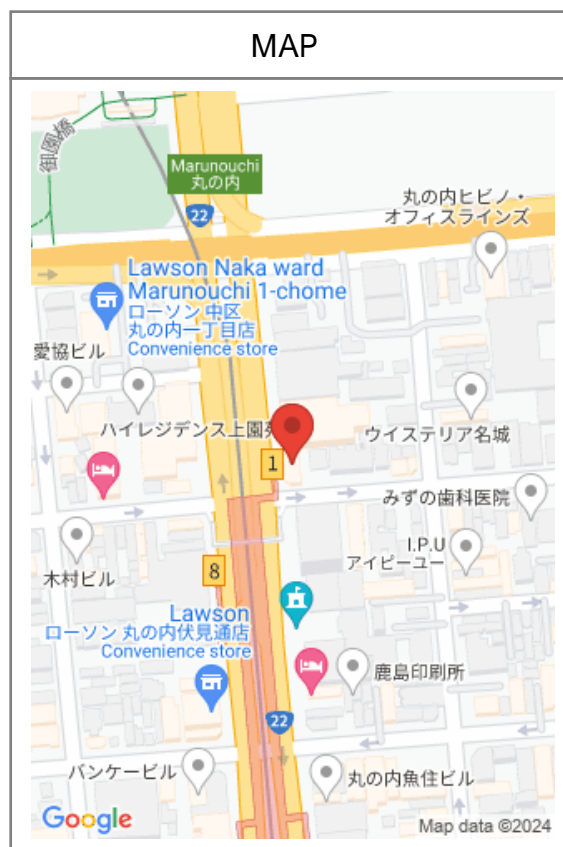 MAP
御園橋
Marunouchi
丸の内
22
丸の内ヒビノ・
オフィスラインズ
Lawson Naka ward
Marunouchi 1-chome
ローソン 中区
丸の内一丁目店
Convenience store
愛協ビル
ハイレジデンス上園
ウイステリア名城
1
みずの歯科医院
I.P.U
アイピーユー
木村ビル
8
Lawson
ローソン 丸の内伏見通店
Convenience store
鹿島印刷所
22
バンケービル
丸の内魚住ビル
Google
Map data ©2024